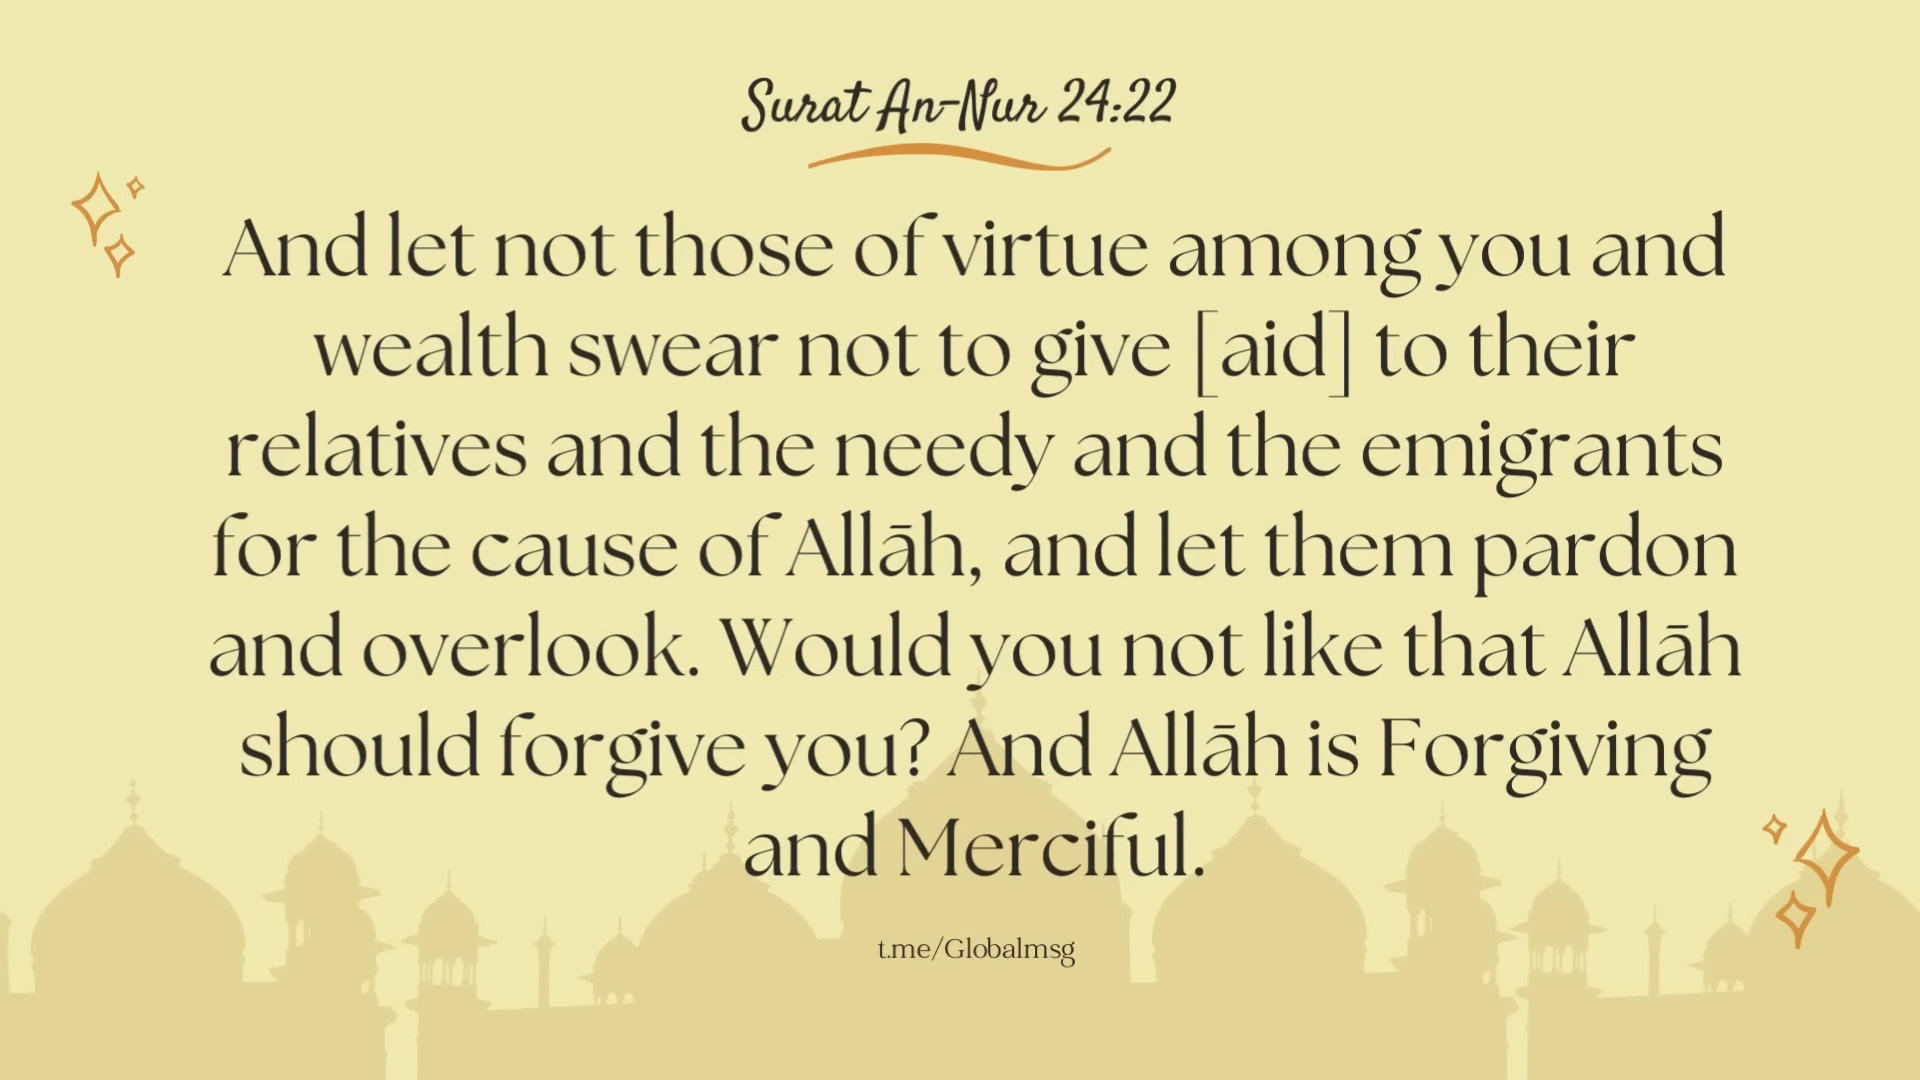 Surat An-Nur 24:22
And let not those of virtue among you and
wealth swear not to give [aid] to their
relatives and the needy and the emigrants
for the cause of Allāh, and let them pardon
and overlook. Would you not like that Allāh
should forgive you? And Allāh is Forgiving
and Merciful.
t.me/Globalmsg